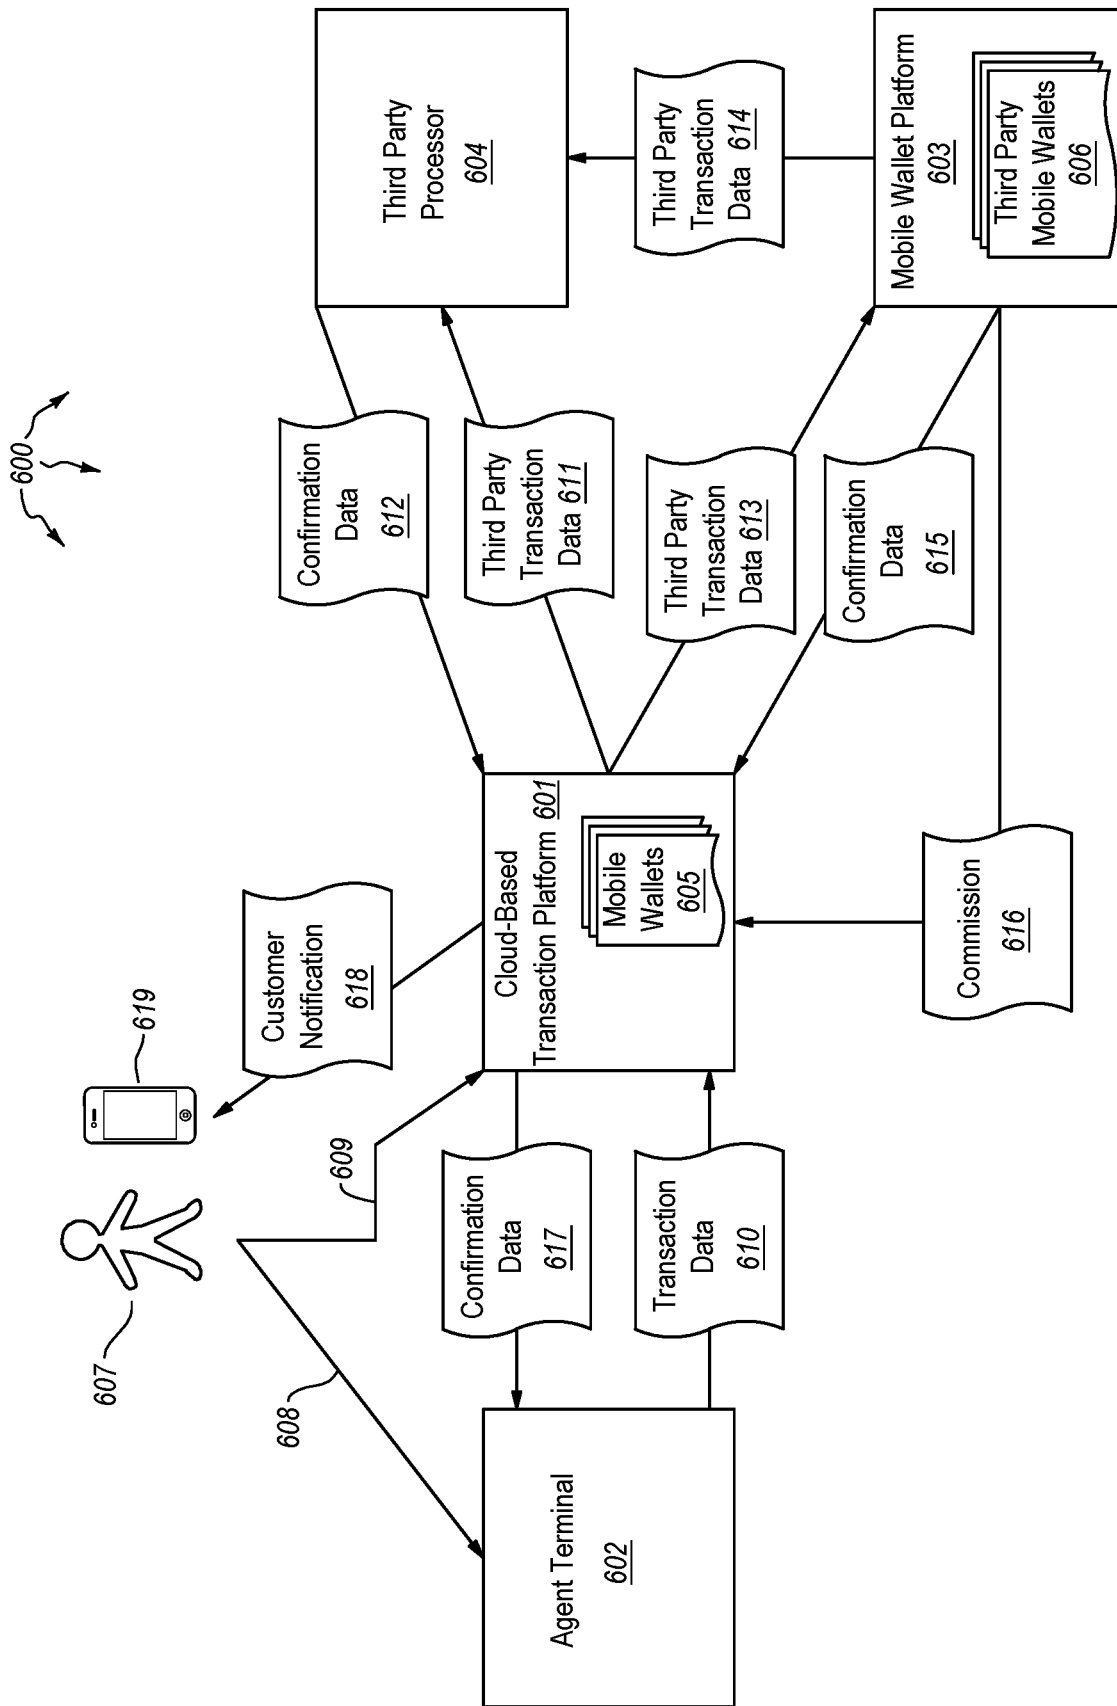 600
607
619
608
609
Customer
Notification
618
Confirmation
Data
612
Third Party
Processor
604
Agent Terminal
602
Confirmation
Data
617
Transaction
Data
610
Cloud-Based
Transaction Platform 601
Mobile
Wallets
605
Third Party
Transaction
Data 611
Third Party
Transaction
Data 613
Third Party
Transaction
Data 614
Confirmation
Data
615
Commission
616
Mobile Wallet Platform
603
Third Party
Mobile Wallets
606